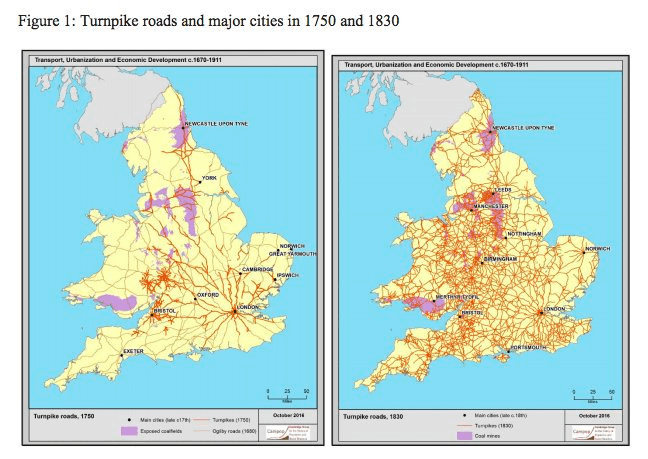 Figure 1: Turnpike roads and major cities in 1750 and 1830
Transport, Urbanization and Economic Development c.1670-1911
NEWCASTLE UPON TYNE
YORK
NORWICH
GREAT YARMOUTH
CAMBRIDGE
IPSWICH
OXFORD
LONDON
BRISTOL
EXETER
0 25 50
Miles
Turnpike roads, 1750
Main cities (late c17th)
Turnpikes (1750)
Exposed coalfields
Ogilby roads (1680)
October 2016
Campop
Transport, Urbanization and Economic Development c.1670-1911
NEWCASTLE UPON TYNE
LEEDS
MANCHESTER
NOTTINGHAM
NORWICH
BIRMINGHAM
MERTHYR TYDFIL
BRISTOL
LONDON
PORTSMOUTH
0 25 50
Miles
Turnpike roads, 1830
Main cities (late c.18th)
Turnpikes (1830)
Coal mines
October 2016
Campop